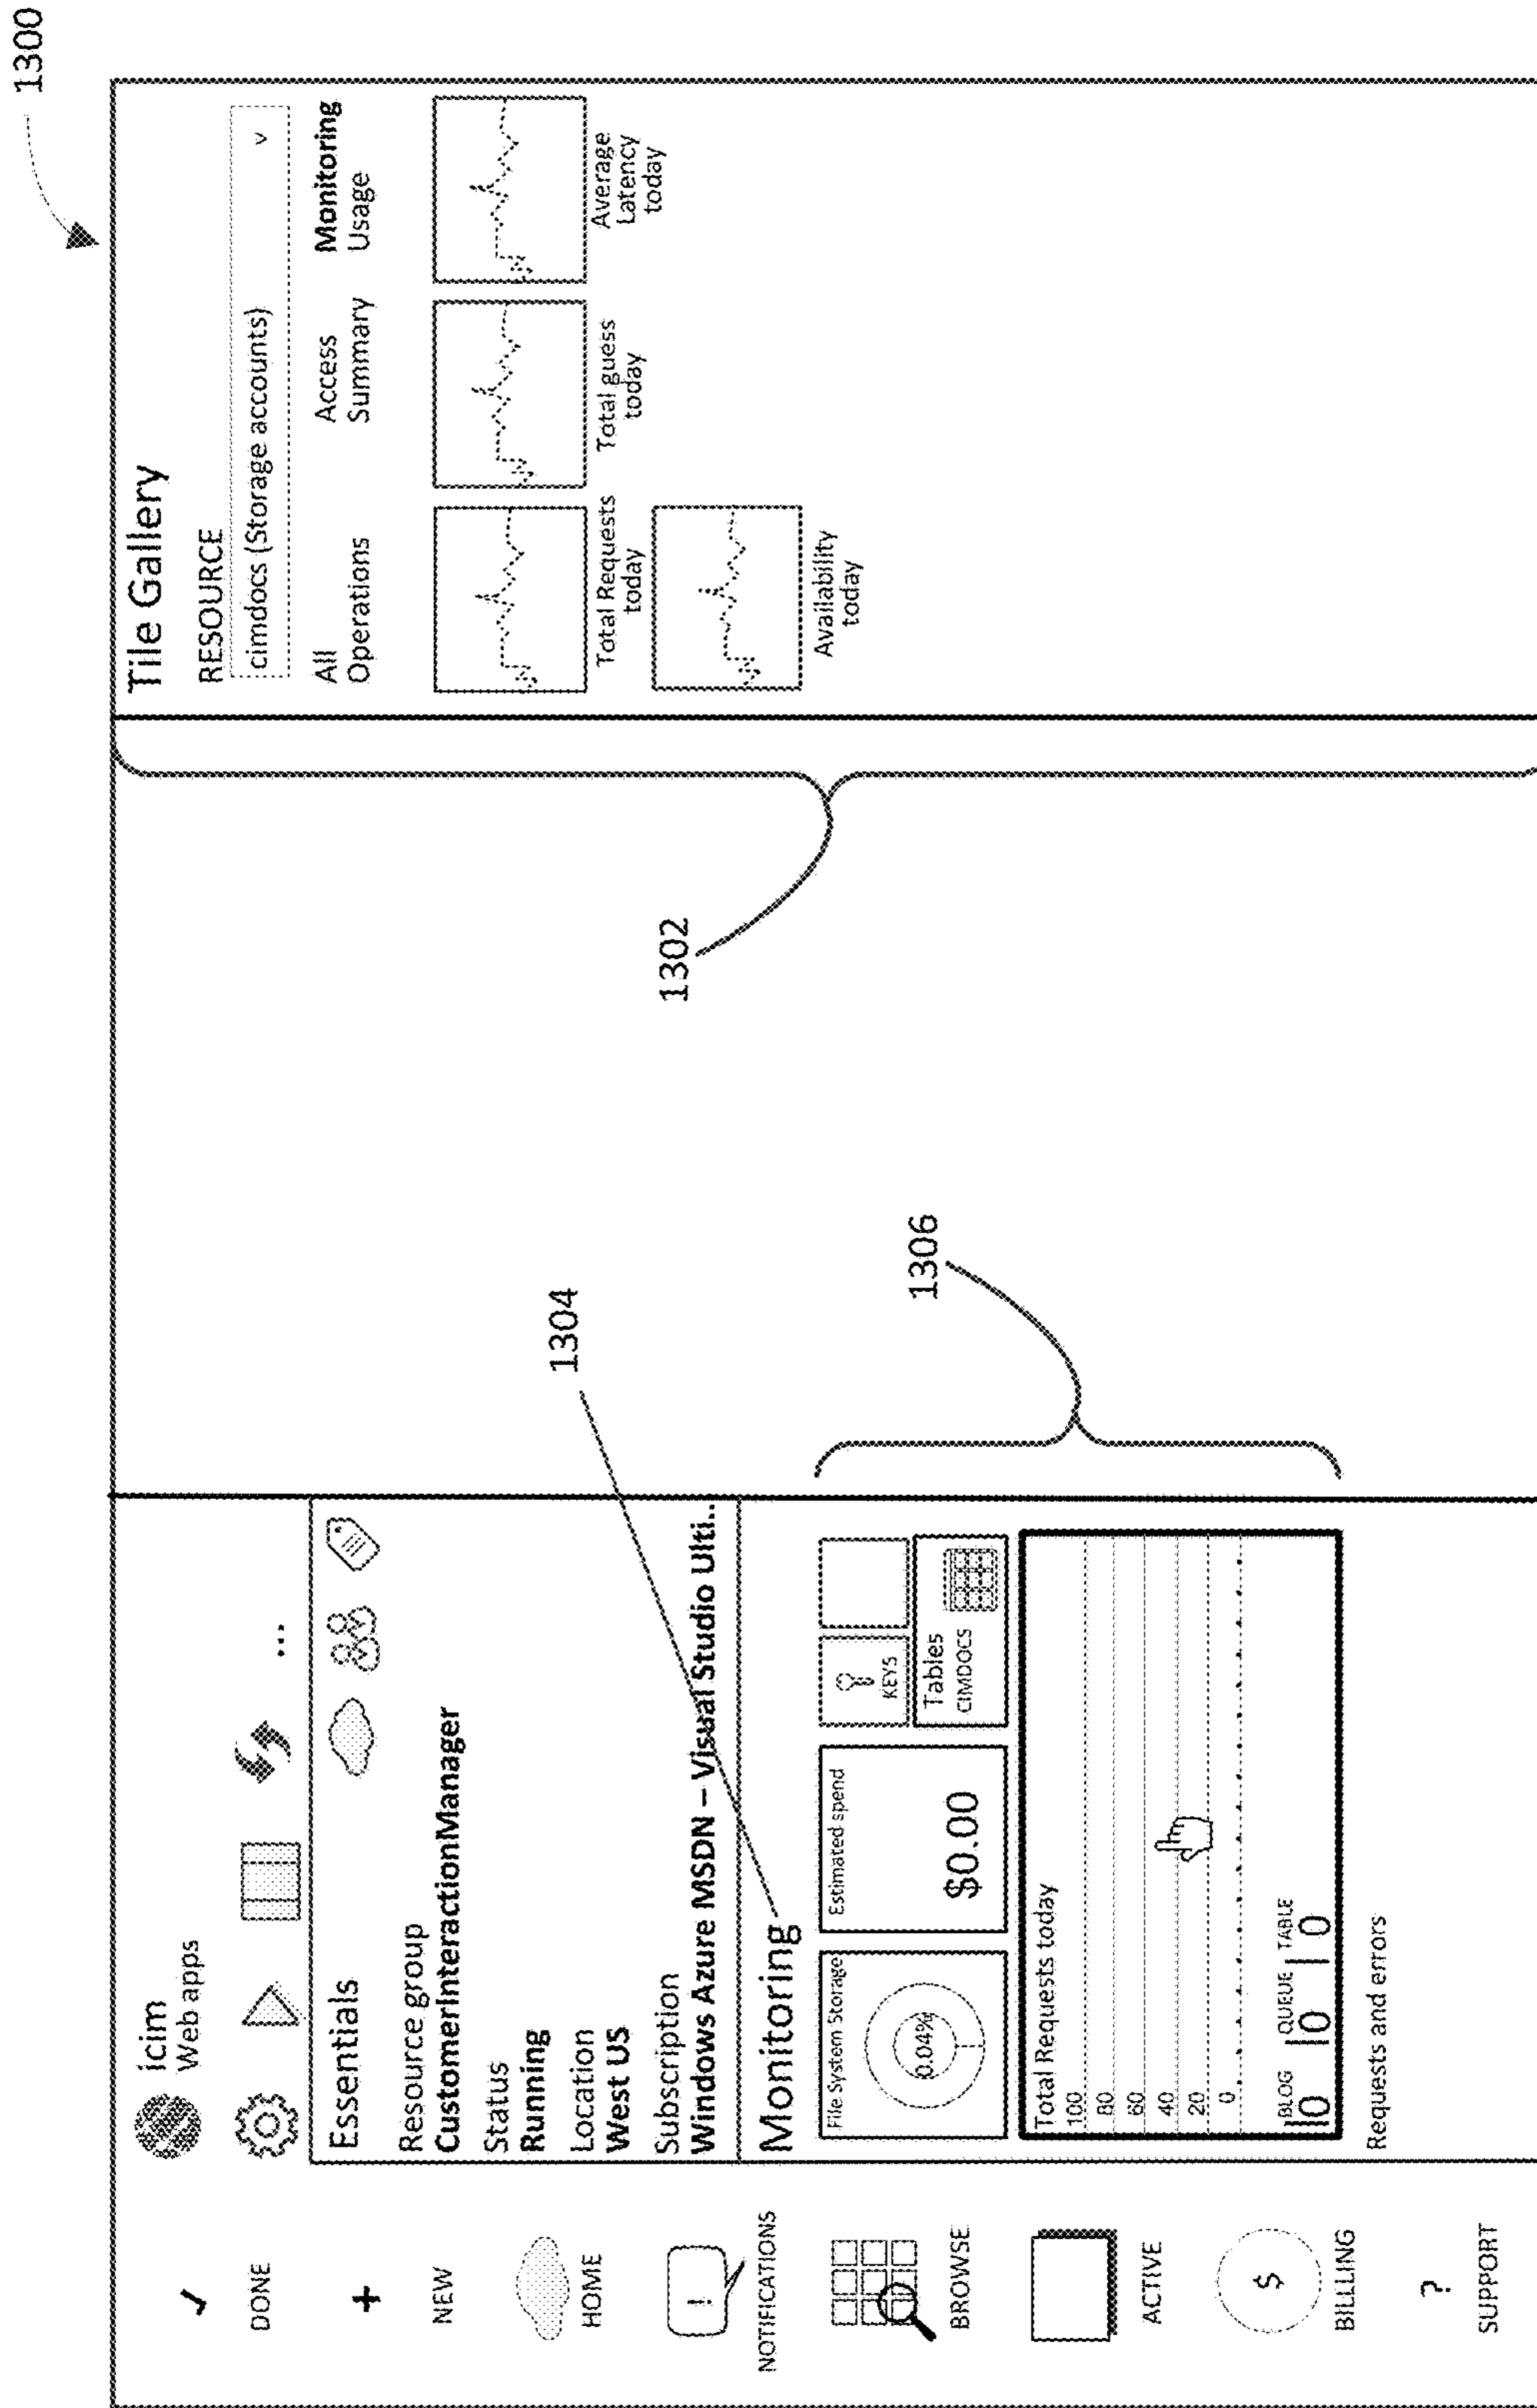 1300
✓
DONE
+
NEW
HOME
!
NOTIFICATIONS
BROWSE
ACTIVE
$
BILLLING
?
SUPPORT
icim
Web apps
...
Essentials
Resource group
CustomerInteractionManager
Status
Running
Location
West US
Subscription
Windows Azure MSDN – Visual Studio Ulti..
Monitoring
File System Storage
0.04%
Estimated spend
$0.00
KEYS
Tables
CIMDOCS
Total Requests today
100
80
60
40
20
0
BLOG QUEUE TABLE
0 0 0
Requests and errors
1304
1306
1302
Tile Gallery
RESOURCE
cimdocs (Storage accounts) v
All Access Monitoring
Operations Summary Usage
Total Requests
today
Total guess
today
Average
Latency
today
Availability
today